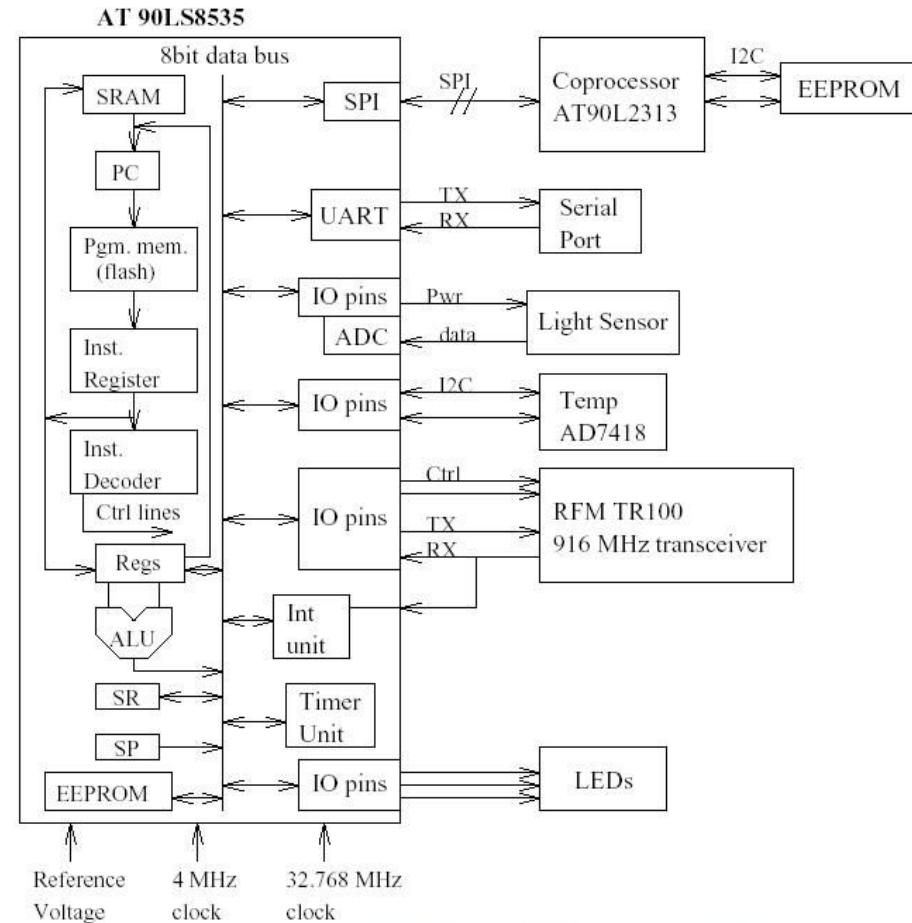 AT 90LS8535
8bit data bus
SRAM
PC
Pgm. mem.
(flash)
Inst.
Register
Inst.
Decoder
Ctrl lines
Regs
ALU
SR
SP
EEPROM
SPI
UART
IO pins
ADC
IO pins
IO pins
Int
unit
Timer
Unit
IO pins
SPI
Coprocessor
AT90L2313
I2C
EEPROM
TX
RX
Serial
Port
Pwr
data
Light Sensor
I2C
Temp
AD7418
Ctrl
TX
RX
RFM TR100
916 MHz transceiver
LEDs
Reference
Voltage
4 MHz
clock
32.768 MHz
clock